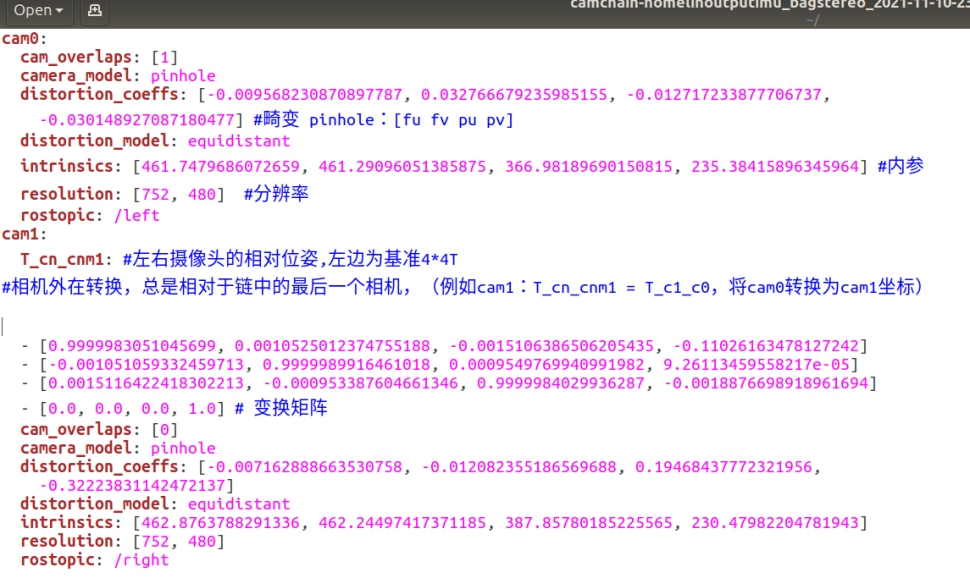 Open
camchain-homelinoutputimu_bagstereo_2021-11-10-23
~/
cam0:
cam_overlaps: [1]
camera_model: pinhole
distortion_coeffs: [-0.009568230870897787, 0.032766679235985155, -0.012717233877706737,
-0.030148927087180477] #畸变 pinhole：[fu fv pu pv]
distortion_model: equidistant
intrinsics: [461.7479686072659, 461.29096051385875, 366.98189690150815, 235.38415896345964] #内参
resolution: [752, 480] #分辨率
rostopic: /left
cam1:
T_cn_cnm1: #左右摄像头的相对位姿,左边为基准4*4T
#相机外在转换，总是相对于链中的最后一个相机，（例如cam1：T_cn_cnm1 = T_c1_c0，将cam0转换为cam1坐标）
- [0.9999983051045699, 0.0010525012374755188, -0.0015106386506205435, -0.11026163478127242]
- [-0.001051059332459713, 0.9999989916461018, 0.0009549769940991982, 9.26113459558217e-05]
- [0.0015116422418302213, -0.000953387604661346, 0.9999984029936287, -0.0018876698918961694]
- [0.0, 0.0, 0.0, 1.0] # 变换矩阵
cam_overlaps: [0]
camera_model: pinhole
distortion_coeffs: [-0.007162888663530758, -0.012082355186569688, 0.19468437772321956,
-0.32223831142472137]
distortion_model: equidistant
intrinsics: [462.8763788291336, 462.24497417371185, 387.85780185225565, 230.47982204781943]
resolution: [752, 480]
rostopic: /right